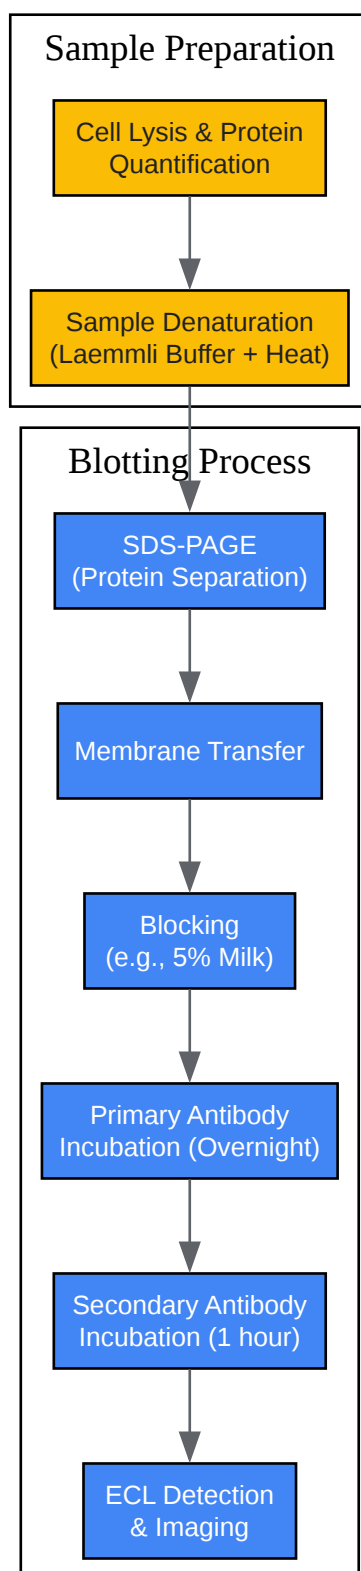 Sample Preparation
Cell Lysis & Protein
Quantification
Sample Denaturation
(Laemmli Buffer + Heat)
Blotting Process
SDS-PAGE
(Protein Separation)
Membrane Transfer
Blocking
(e.g., 5% Milk)
Primary Antibody
Incubation (Overnight)
Secondary Antibody
Incubation (1 hour)
ECL Detection
& Imaging